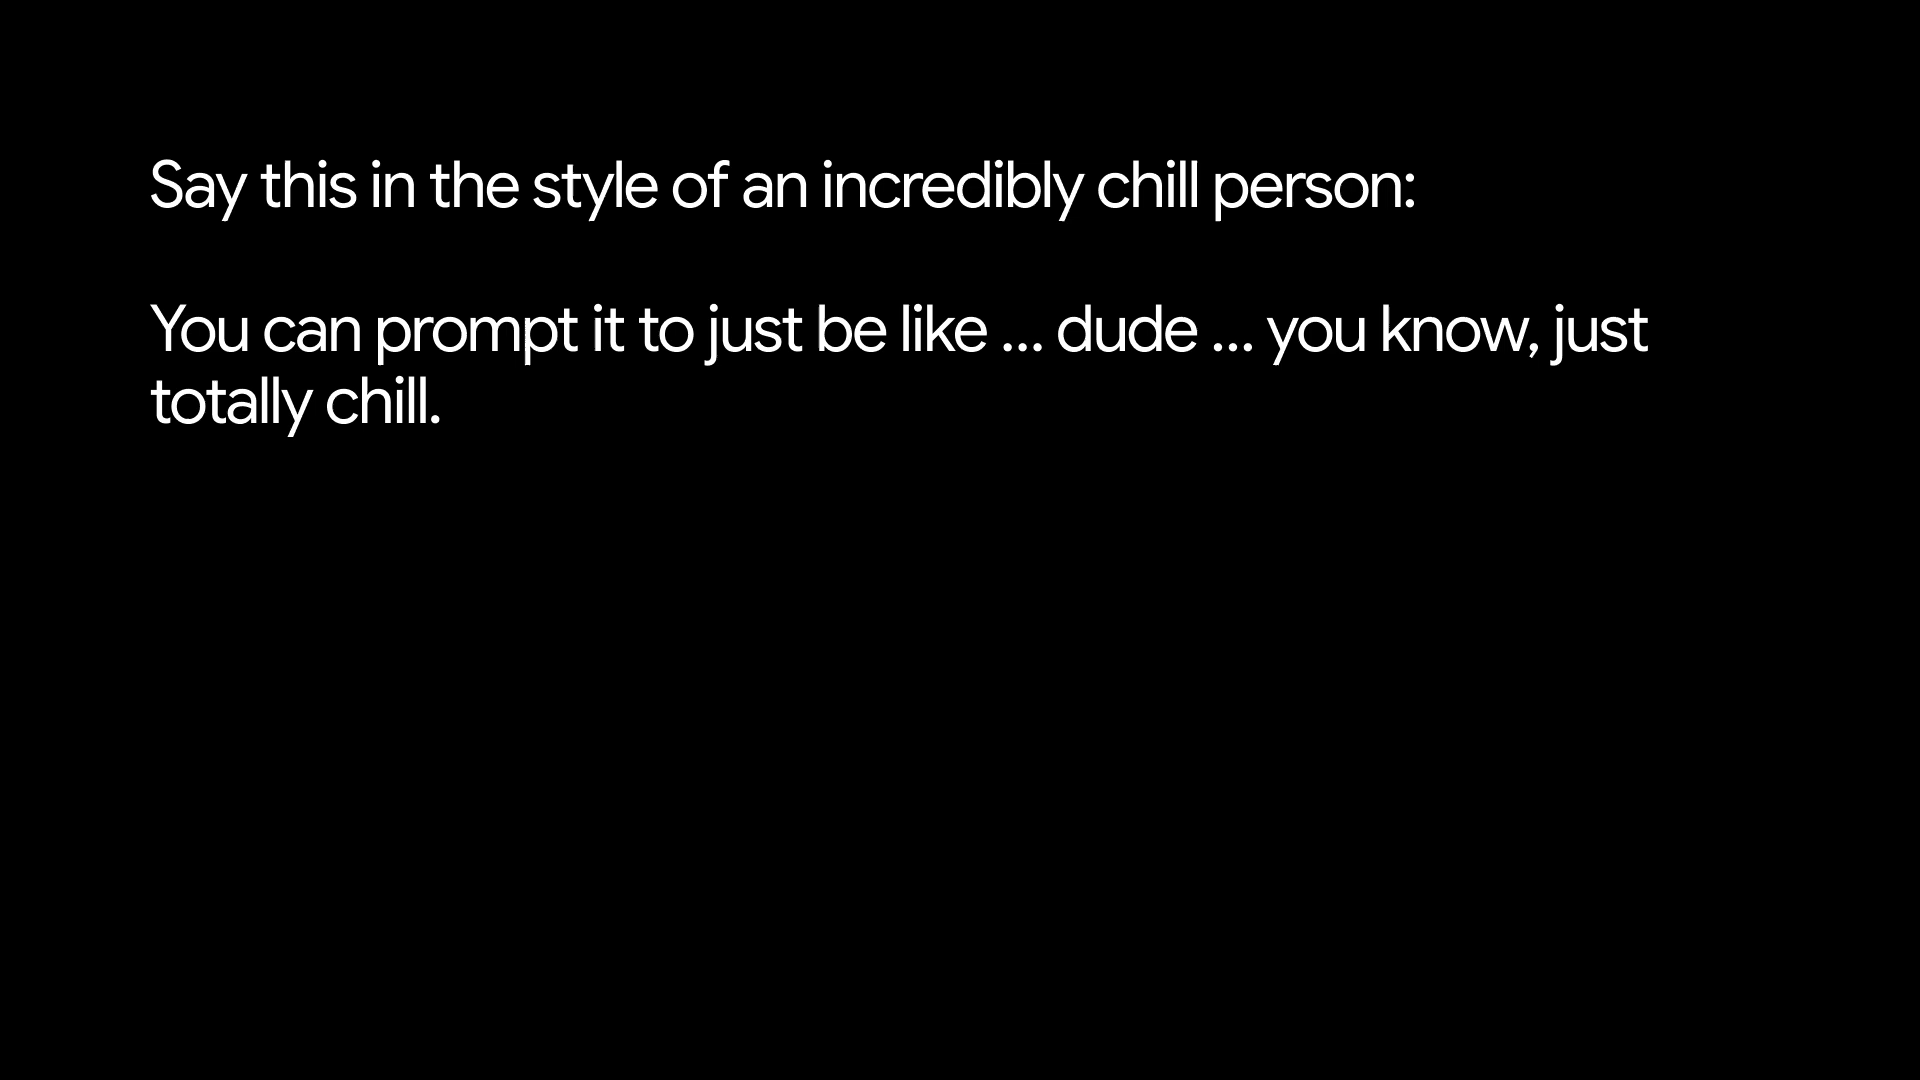 Say this in the style of an incredibly chill person:
You can prompt it to just be like ... dude ... you know, just
totally chill.